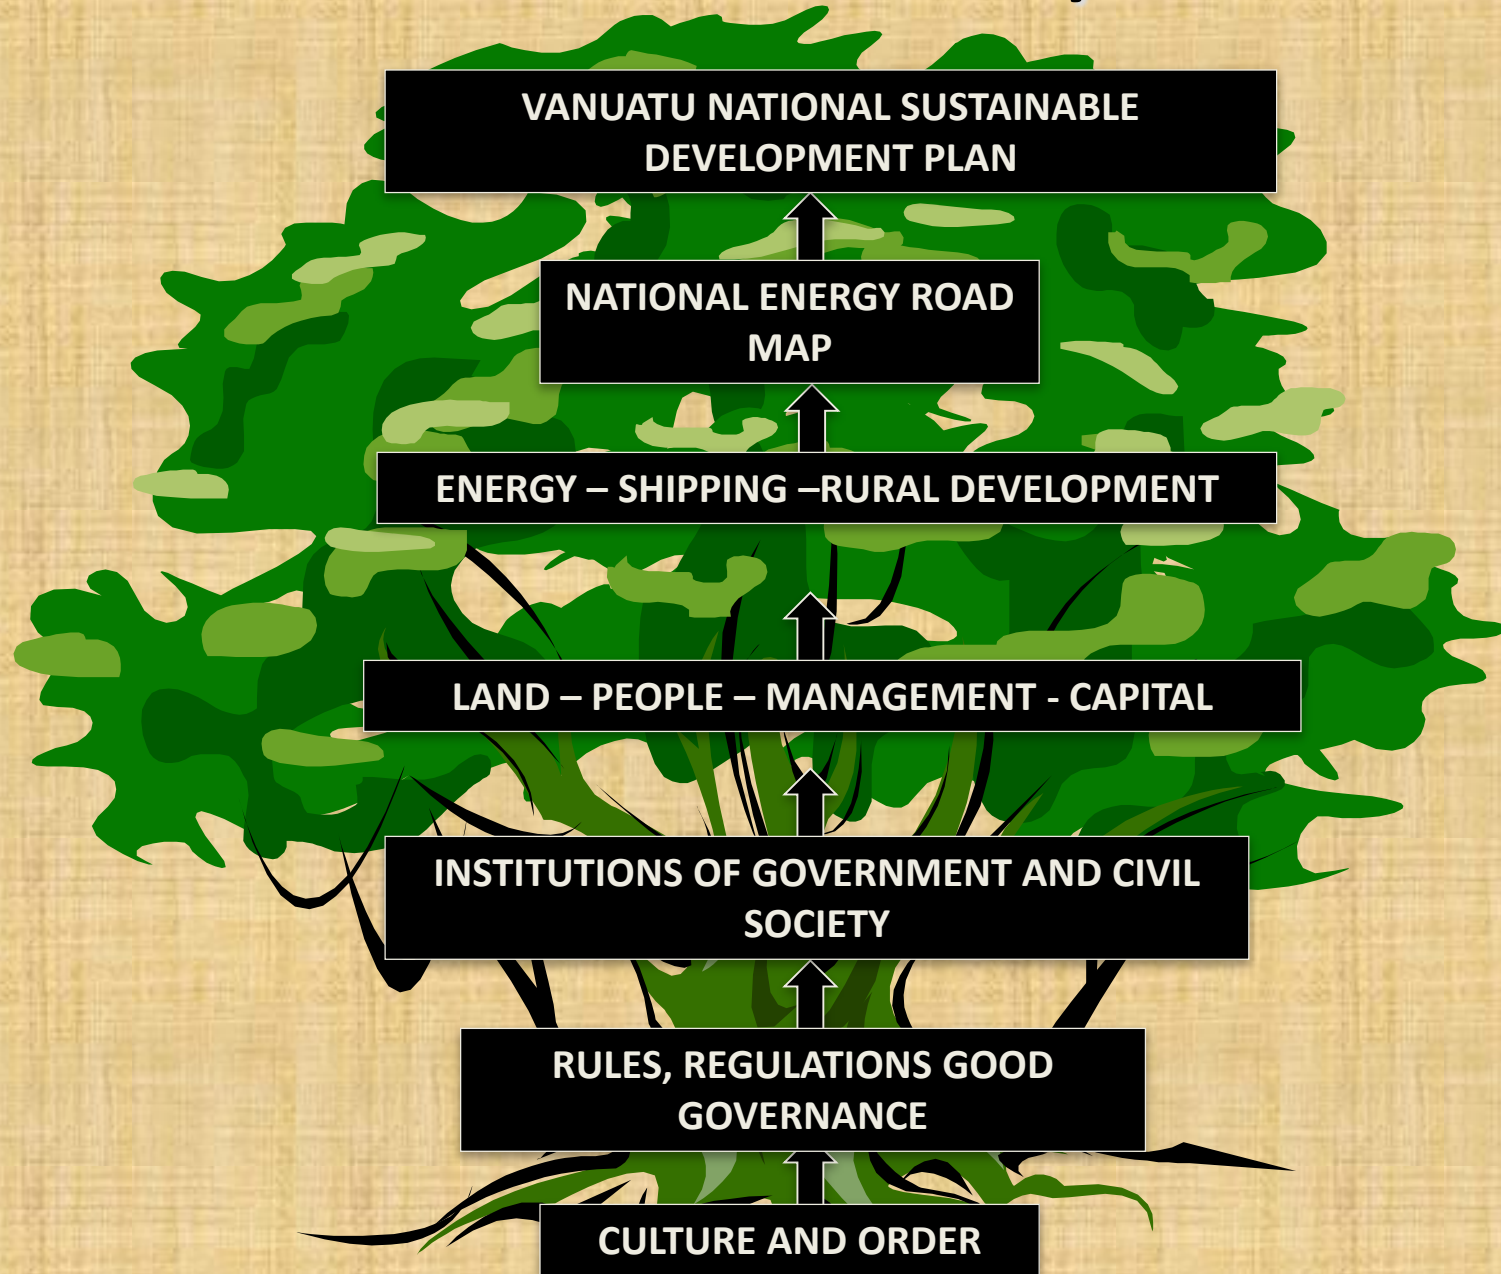 VANUATU NATIONAL SUSTAINABLE
DEVELOPMENT PLAN
NATIONAL ENERGY ROAD
MAP
ENERGY – SHIPPING –RURAL DEVELOPMENT
LAND – PEOPLE – MANAGEMENT - CAPITAL
INSTITUTIONS OF GOVERNMENT AND CIVIL
SOCIETY
RULES, REGULATIONS GOOD
GOVERNANCE
CULTURE AND ORDER